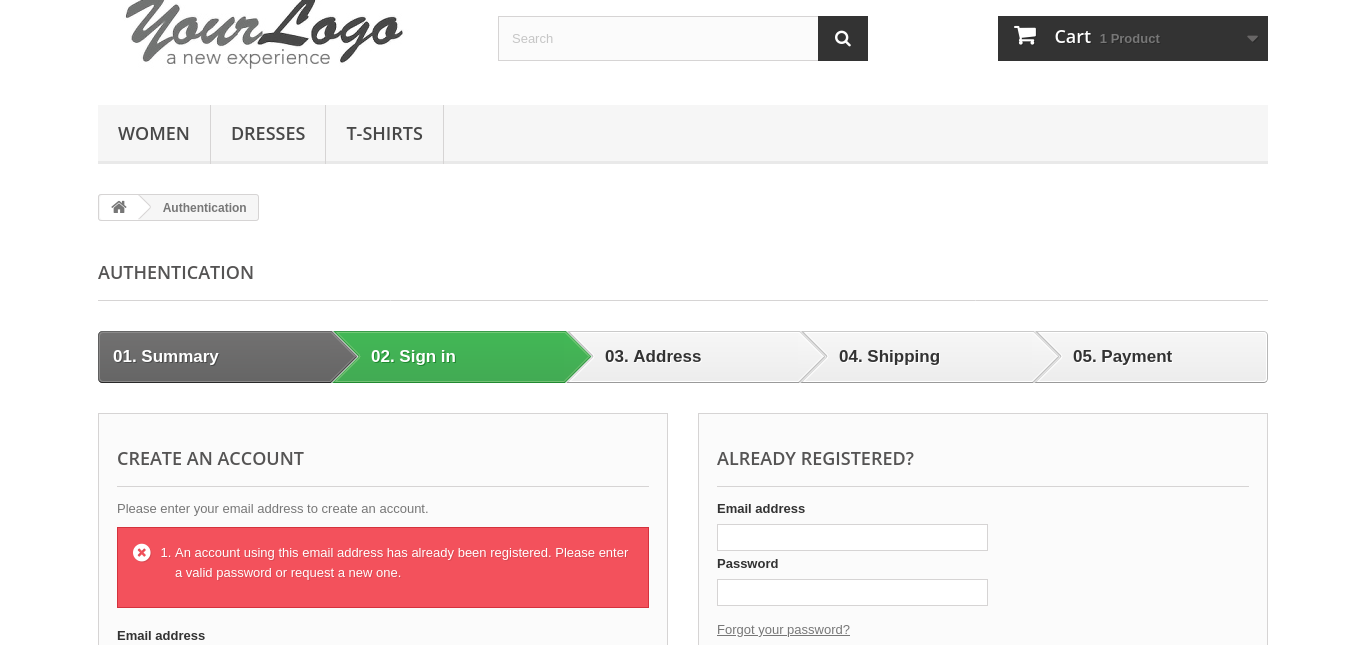 YourLogo
a new experience
Search
Cart 1 Product
WOMEN DRESSES T-SHIRTS
Authentication
AUTHENTICATION
01. Summary 02. Sign in 03. Address 04. Shipping 05. Payment
CREATE AN ACCOUNT
Please enter your email address to create an account.
1. An account using this email address has already been registered. Please enter
a valid password or request a new one.
Email address
ALREADY REGISTERED?
Email address
Password
Forgot your password?